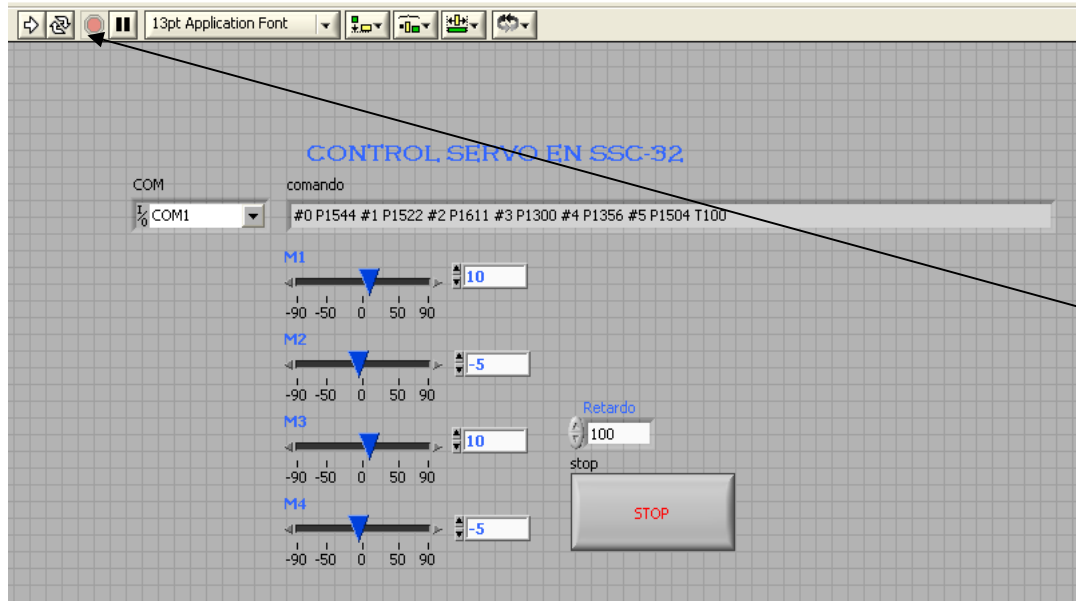 13pt Application Font
CONTROL SERVO EN SSC-32
COM
comando
COM1
#0 P1544 #1 P1522 #2 P1611 #3 P1300 #4 P1356 #5 P1504 T100
M1
10
-90 -50 0 50 90
M2
-5
-90 -50 0 50 90
M3
10
-90 -50 0 50 90
Retardo
100
stop
STOP
M4
-5
-90 -50 0 50 90